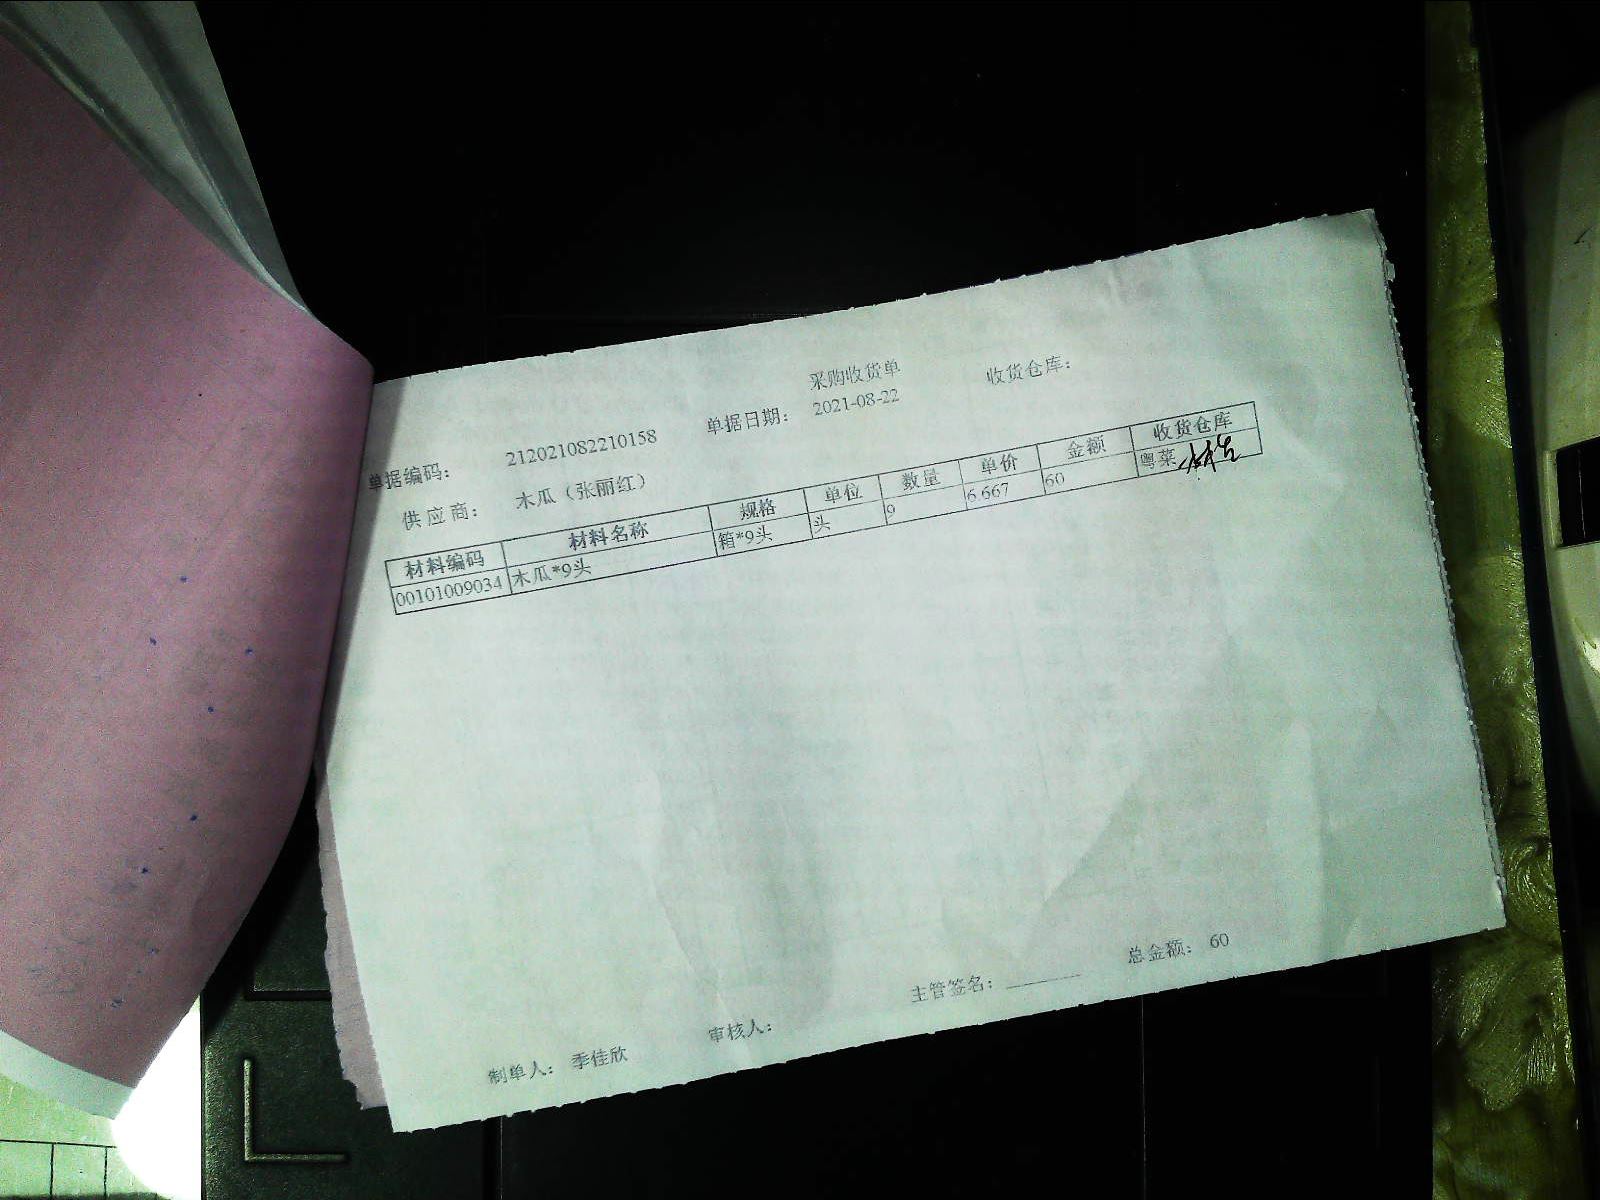 采购收货单
单据编码： 212021082210158 单据日期： 2021-08-22 收货仓库：
供应商： 木瓜（张丽红）
材料编码 材料名称 规格 单位 数量 单价 金额 收货仓库
00101009034 木瓜*9头 箱*9头 头 9 6.667 60 粤菜
主管签名： 总金额： 60
制单人： 季佳欣 审核人：